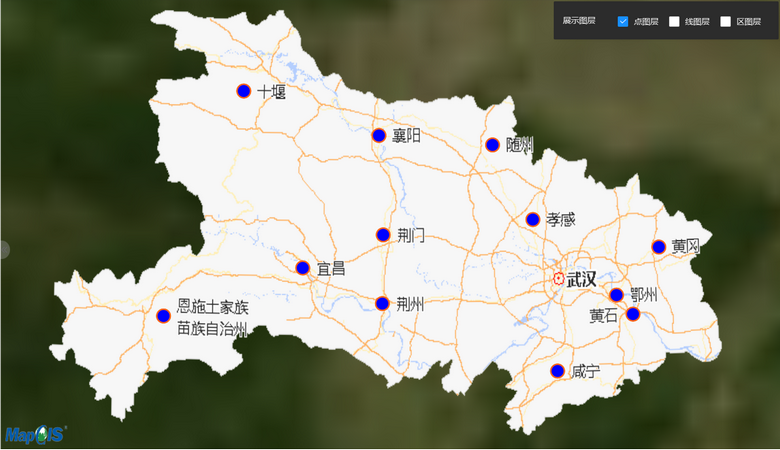 展示图层 点图层 线图层 区图层
十堰
襄阳
随州
孝感
荆门
黄冈
宜昌
武汉
鄂州
恩施土家族
苗族自治州
荆州
黄石
咸宁
MapGIS